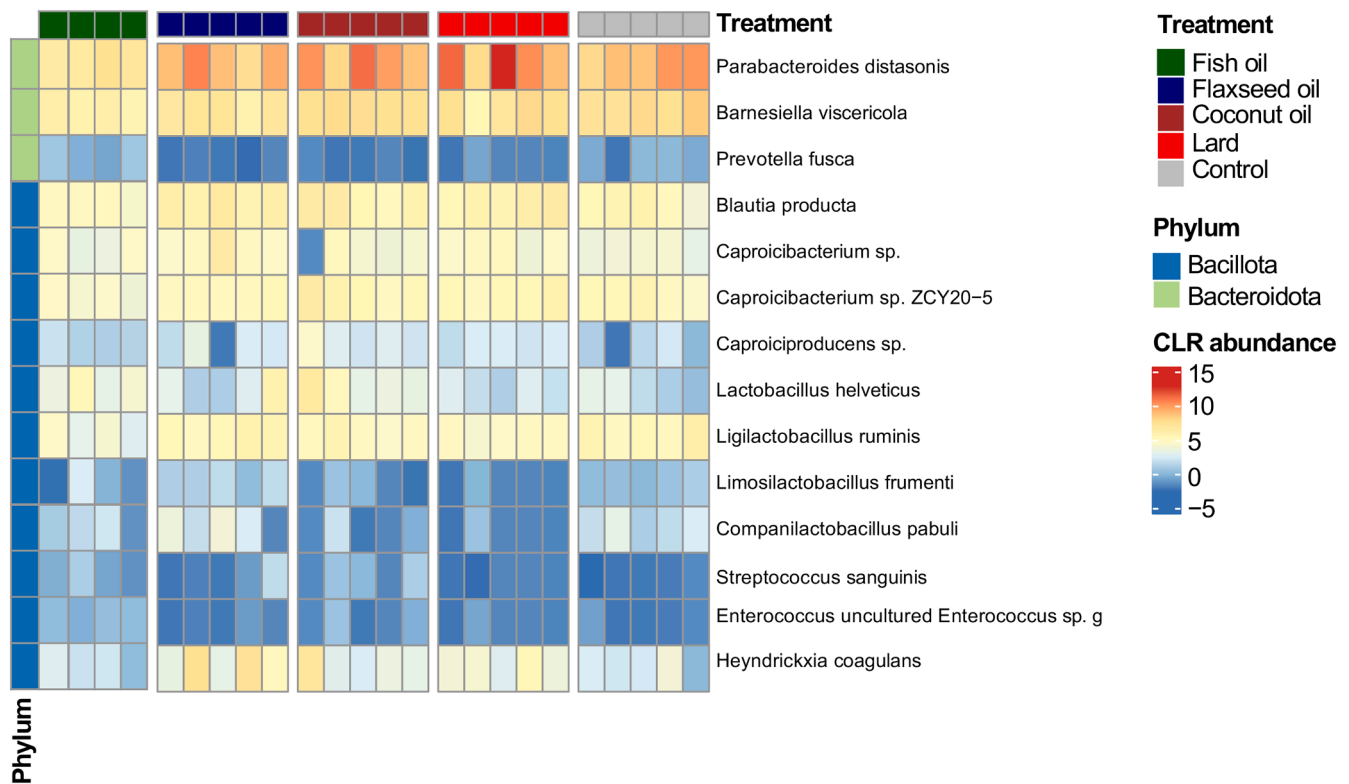 Treatment
Parabacteroides distasonis
Barnesiella viscericola
Prevotella fusca
Blautia producta
Caproicibacterium sp.
Caproicibacterium sp. ZCY20−5
Caproiciproducens sp.
Lactobacillus helveticus
Ligilactobacillus ruminis
Limosilactobacillus frumenti
Companilactobacillus pabuli
Streptococcus sanguinis
Enterococcus uncultured Enterococcus sp. g
Heyndrickxia coagulans
Phylum
Treatment
Fish oil
Flaxseed oil
Coconut oil
Lard
Control
Phylum
Bacillota
Bacteroidota
CLR abundance
15
10
5
0
−5